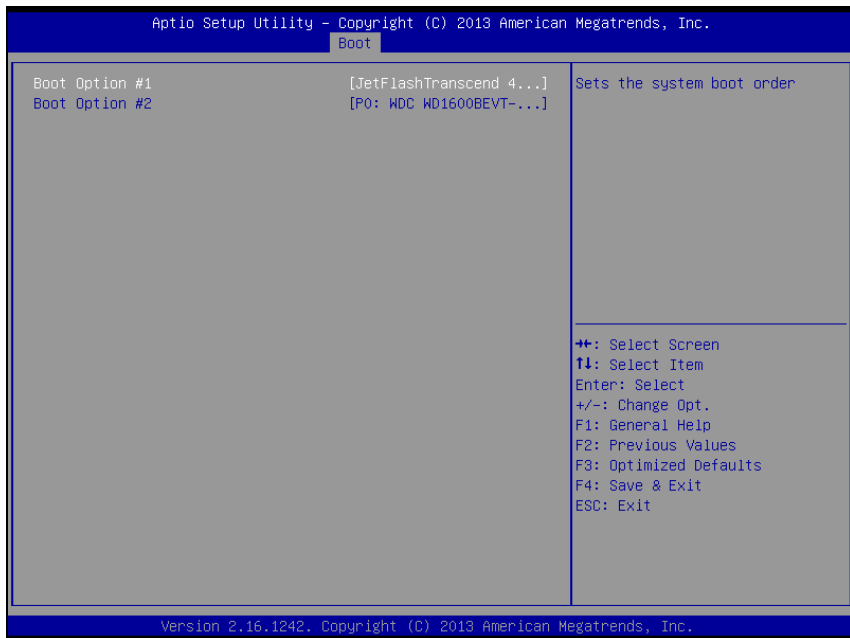 Aptio Setup Utility – Copyright (C) 2013 American Megatrends, Inc.
Boot
Boot Option #1 [JetFlashTranscend 4...]
Boot Option #2 [P0: WDC WD1600BEVT-...]
Sets the system boot order
→←: Select Screen
↑↓: Select Item
Enter: Select
+/-: Change Opt.
F1: General Help
F2: Previous Values
F3: Optimized Defaults
F4: Save & Exit
ESC: Exit
Version 2.16.1242. Copyright (C) 2013 American Megatrends, Inc.